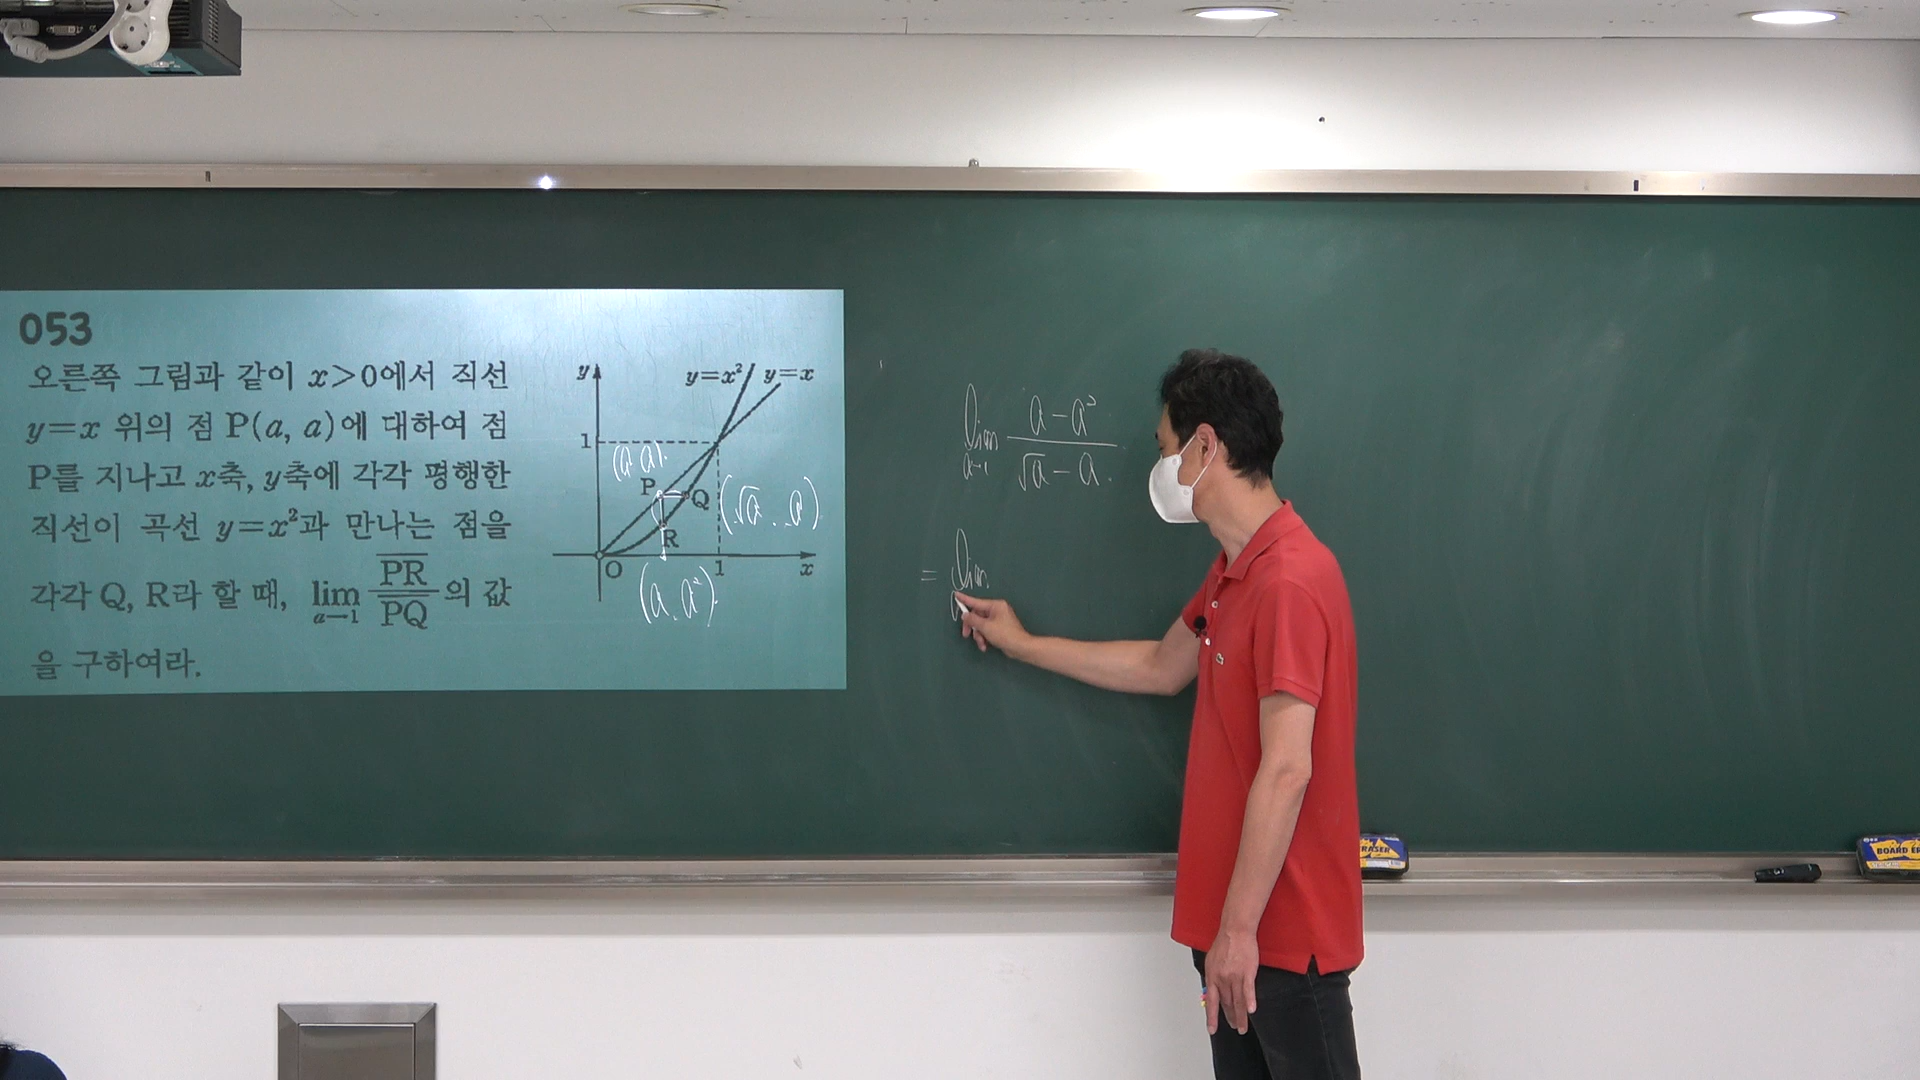 053
오른쪽 그림과 같이 x>0에서 직선
y=x 위의 점 P(a, a)에 대하여 점
P를 지나고 x축, y축에 각각 평행한
직선이 곡선 y=x²과 만나는 점을
각각 Q, R라 할 때, lim a→1 PR/PQ의 값
을 구하여라.
y
y=x²
y=x
1
(a, a)
P
Q
(√a, a)
R
O
1
x
(a, a²)
lim a→1 (a-a²)/(√a-a)
= lim
BOARD